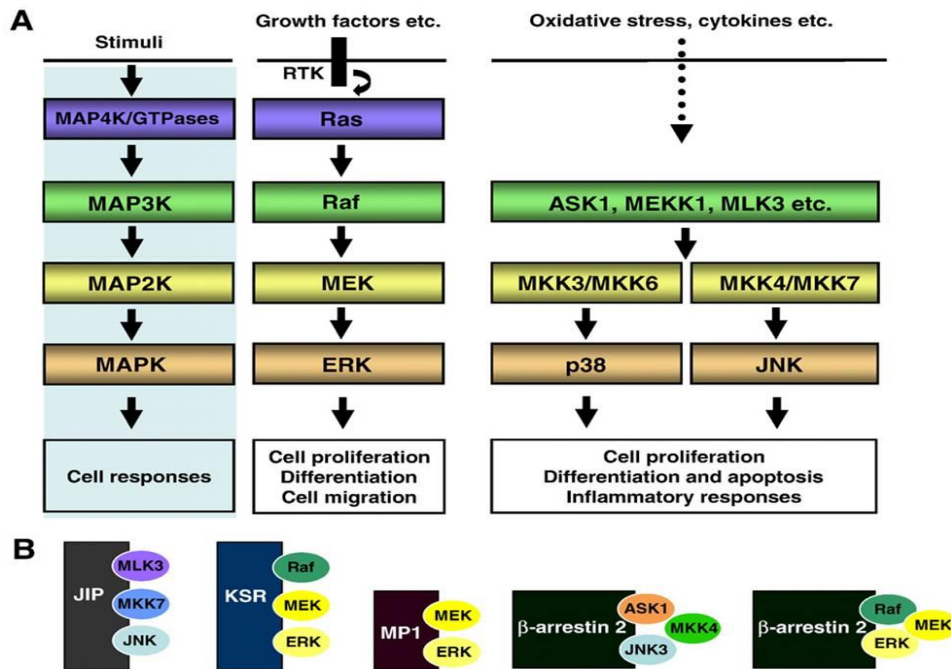 A
Stimuli
MAP4K/GTPases
MAP3K
MAP2K
MAPK
Cell responses
Growth factors etc.
RTK
Ras
Raf
MEK
ERK
Cell proliferation
Differentiation
Cell migration
Oxidative stress, cytokines etc.
ASK1, MEKK1, MLK3 etc.
MKK3/MKK6
MKK4/MKK7
p38
JNK
Cell proliferation
Differentiation and apoptosis
Inflammatory responses
B
JIP
MLK3
MKK7
JNK
KSR
Raf
MEK
ERK
MP1
MEK
ERK
β-arrestin 2
ASK1
MKK4
JNK3
β-arrestin 2
Raf
MEK
ERK